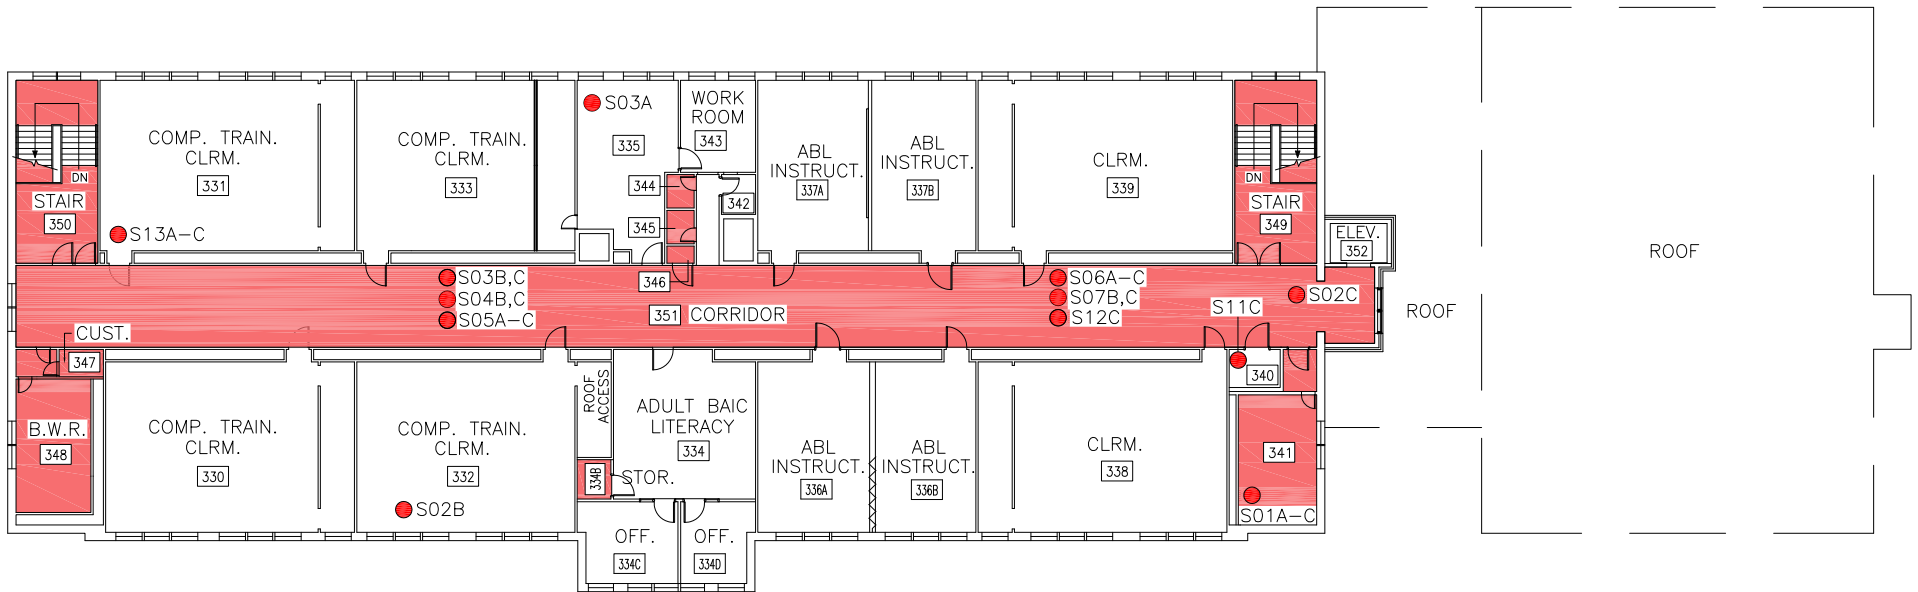 S03A
WORK
ROOM
343
335
COMP. TRAIN.
CLRM.
331
COMP. TRAIN.
CLRM.
333
ABL
INSTRUCT.
337A
ABL
INSTRUCT.
337B
CLRM.
339
DN
STAIR
350
344
345
342
346
DN
STAIR
349
ELEV.
352
ROOF
S13A-C
S03B,C
S04B,C
S05A-C
351 CORRIDOR
S06A-C
S07B,C
S12C
S11C
S02C
ROOF
CUST.
347
340
B.W.R.
348
COMP. TRAIN.
CLRM.
330
COMP. TRAIN.
CLRM.
332
S02B
ROOF
ACCESS
ADULT BAIC
LITERACY
334
334B
STOR.
ABL
INSTRUCT.
336A
ABL
INSTRUCT.
336B
CLRM.
338
341
S01A-C
OFF.
334C
OFF.
334D